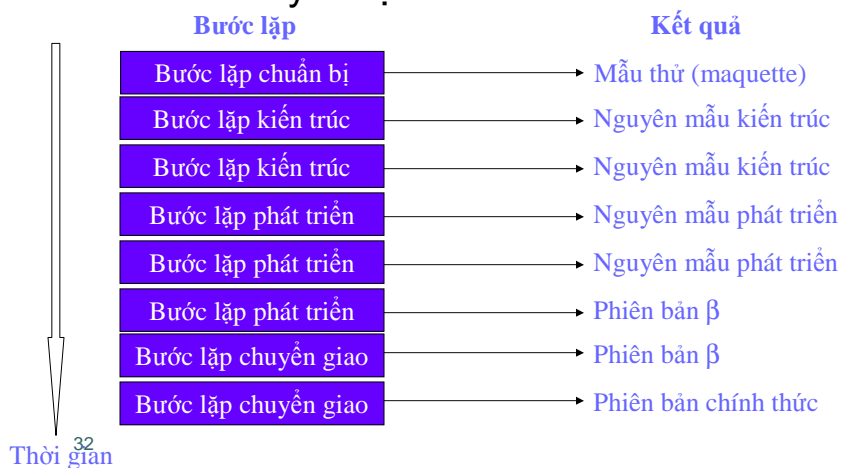 Bước lặp Kết quả
Bước lặp chuẩn bị Mẫu thử (maquette)
Bước lặp kiến trúc Nguyên mẫu kiến trúc
Bước lặp kiến trúc Nguyên mẫu kiến trúc
Bước lặp phát triển Nguyên mẫu phát triển
Bước lặp phát triển Nguyên mẫu phát triển
Bước lặp phát triển Phiên bản β
Bước lặp chuyển giao Phiên bản β
Bước lặp chuyển giao Phiên bản chính thức
32
Thời gian